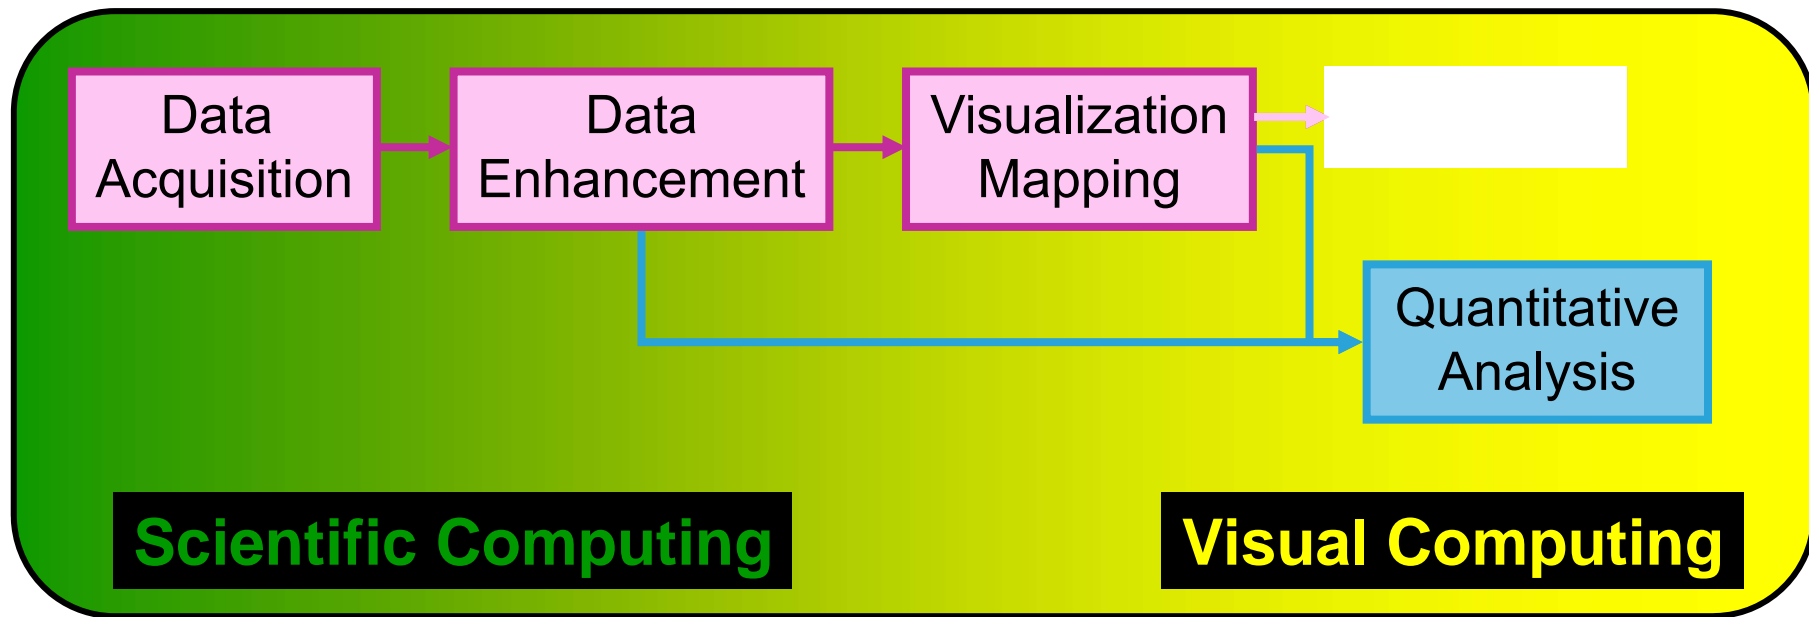 Data
Acquisition
Data
Enhancement
Visualization
Mapping
Quantitative
Analysis
Scientific Computing
Visual Computing